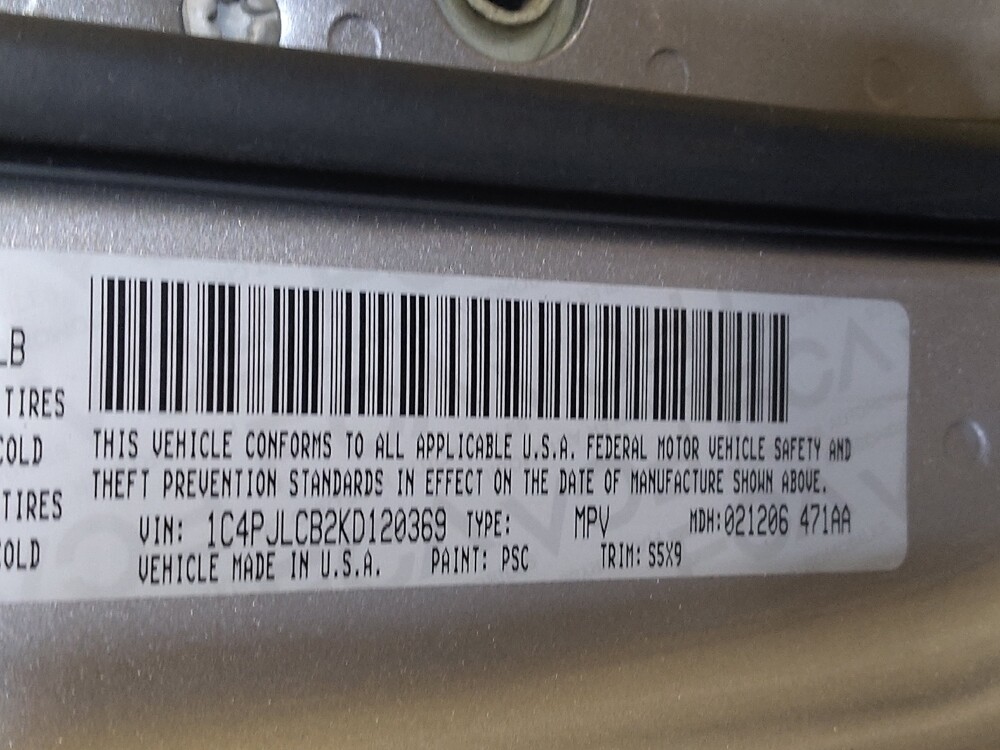 LB
TIRES
COLD
TIRES
COLD
THIS VEHICLE CONFORMS TO ALL APPLICABLE U.S.A. FEDERAL MOTOR VEHICLE SAFETY AND
THEFT PREVENTION STANDARDS IN EFFECT ON THE DATE OF MANUFACTURE SHOWN ABOVE.
VIN: 1C4PJLCB2KD120369 TYPE: MPV MDH:021206 471AA
VEHICLE MADE IN U.S.A. PAINT: PSC TRIM: S5X9